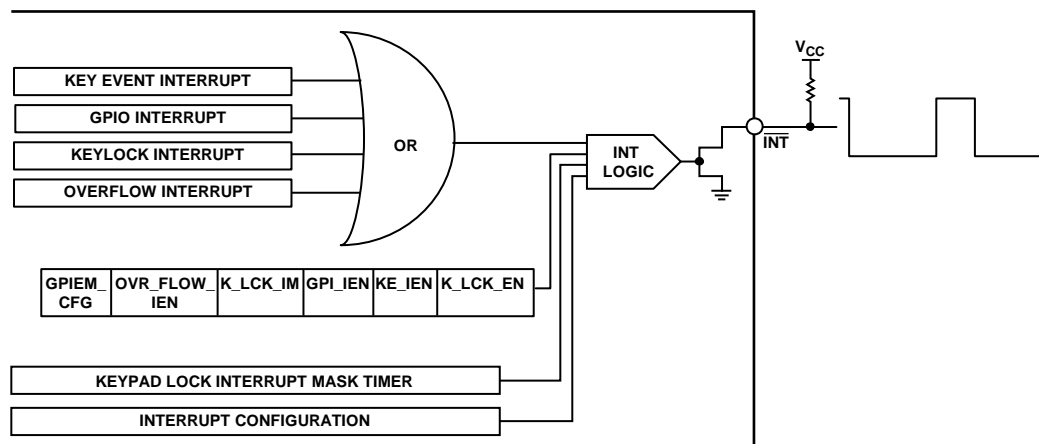 VCC
KEY EVENT INTERRUPT
GPIO INTERRUPT
KEYLOCK INTERRUPT
OVERFLOW INTERRUPT
OR
INT
LOGIC
INT
GPIEM_
CFG
OVR_FLOW_
IEN
K_LCK_IM
GPI_IEN
KE_IEN
K_LCK_EN
KEYPAD LOCK INTERRUPT MASK TIMER
INTERRUPT CONFIGURATION